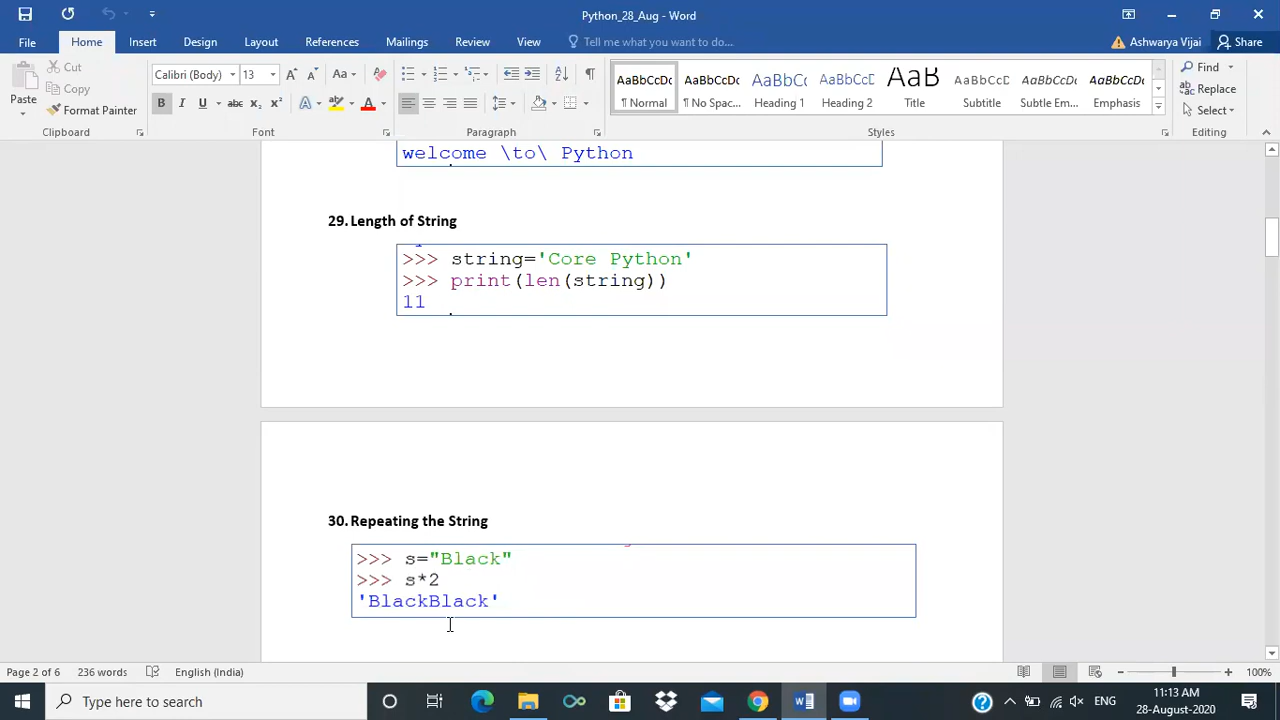 Python_28_Aug - Word
File Home Insert Design Layout References Mailings Review View Tell me what you want to do... Ashwarya Vijai Share
Paste Cut Copy Format Painter
Calibri (Body) 13
AaBbCcDc AaBbCcDc AaBbCc AaBbCcD AaB AaBbCcD AaBbCcDc AaBbCcDc
¶ Normal ¶ No Spac... Heading Heading 2 Title Subtitle Subtle Em... Emphasis
Find Replace Select
Clipboard Font Paragraph Styles Editing
welcome \to\ Python
29. Length of String
>>> string='Core Python'
>>> print(len(string))
11
30. Repeating the String
>>> s="Black"
>>> s*2
'BlackBlack'
Page 2 of 6 236 words English (India) 100%
Type here to search ENG 11:13 AM
28-August-2020